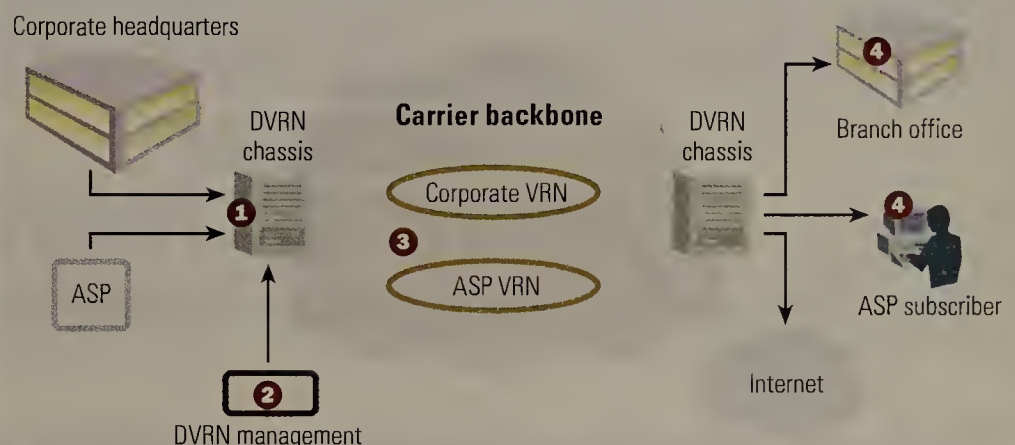 Corporate headquarters
DVRN
chassis
1
ASP
2
DVRN management
Carrier backbone
Corporate VRN
3
ASP VRN
DVRN
chassis
4
Branch office
4
ASP subscriber
Internet